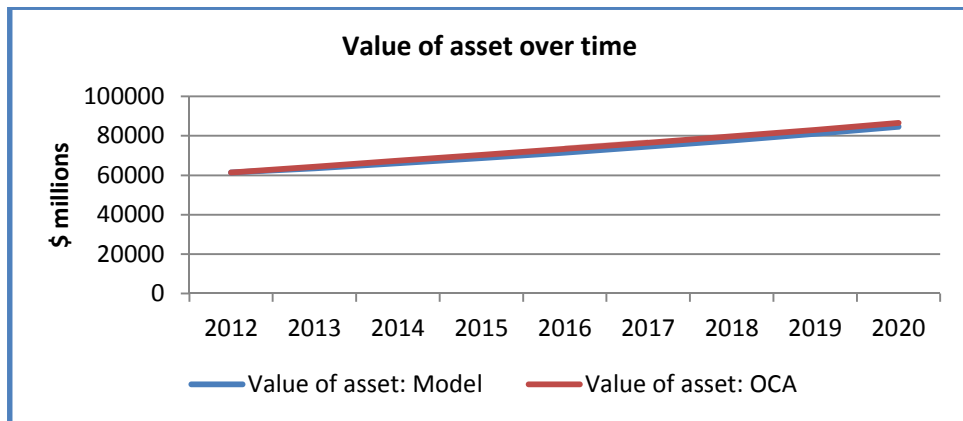 Value of asset over time
$ millions
100000
80000
60000
40000
20000
0
2012 2013 2014 2015 2016 2017 2018 2019 2020
Value of asset: Model Value of asset: OCA